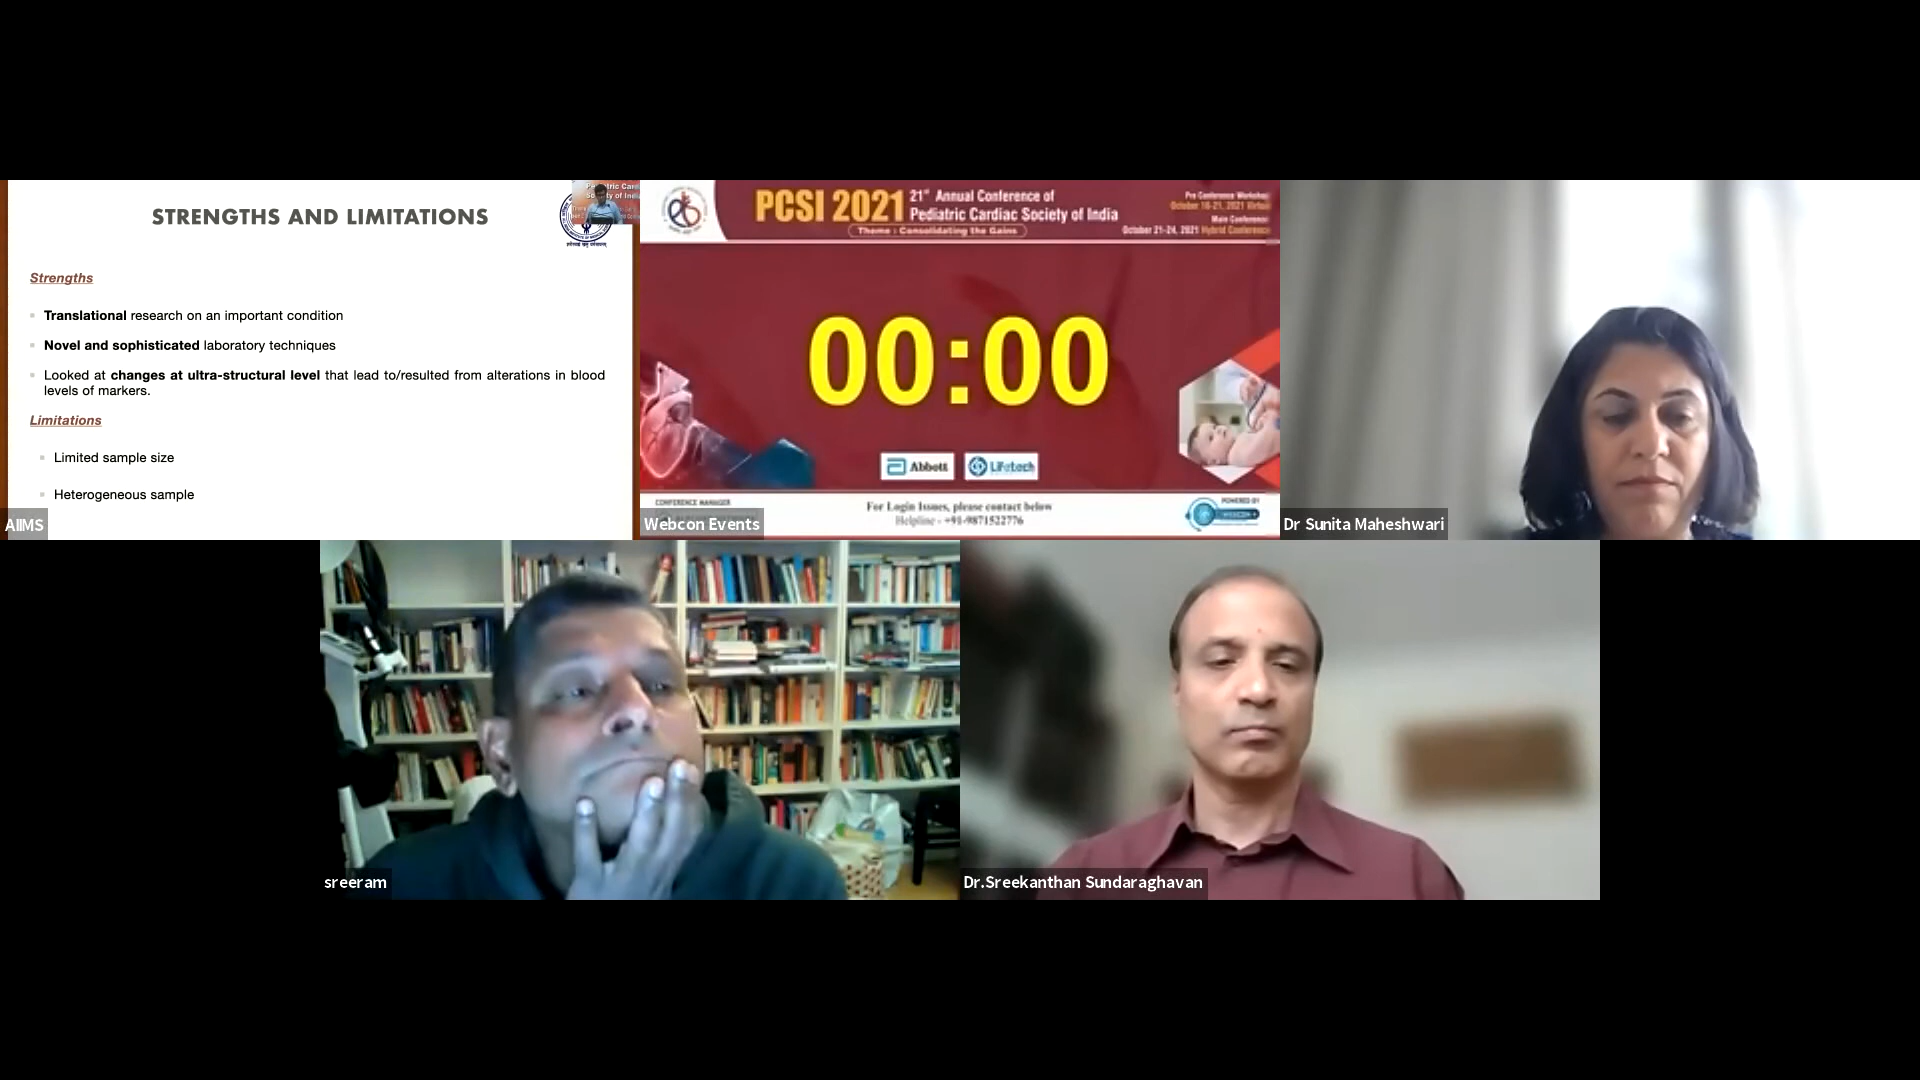 STRENGTHS AND LIMITATIONS
Strengths
Translational research on an important condition
Novel and sophisticated laboratory techniques
Looked at changes at ultra-structural level that lead to/resulted from alterations in blood
levels of markers.
Limitations
Limited sample size
Heterogeneous sample
AIIMS
PCSI 2021
21st Annual Conference of
Pediatric Cardiac Society of India
Theme : Consolidating the Gains
Pre Conference Workshop
October 16-21, 2021 Virtual
Main Conference
October 21-24, 2021 Hybrid Conference
00:00
Abbott
Lifetech
CONFERENCE MANAGER
For Login Issues, please contact below
Helpline - +91-9871522776
POWERED BY
Webcon Events
Dr Sunita Maheshwari
sreeram
Dr.Sreekanthan Sundaraghavan